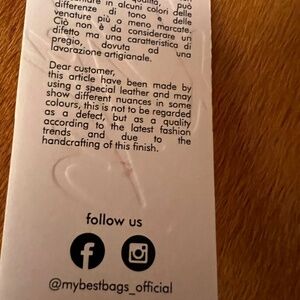 può
in alcuni colori delle
differenze di tono e delle
venature più o meno marcate.
Ciò non è da considerare un
difetto ma una caratteristica di
pregio, dovuta ad una
lavorazione artigianale.
Dear customer,
this article have been made by
using a special leather and may
show different nuances in some
colours, this is not to be regarded
as a defect, but as a quality
according to the latest fashion
trends and due to the
handcrafting of this finish.
follow us
@mybestbags_official